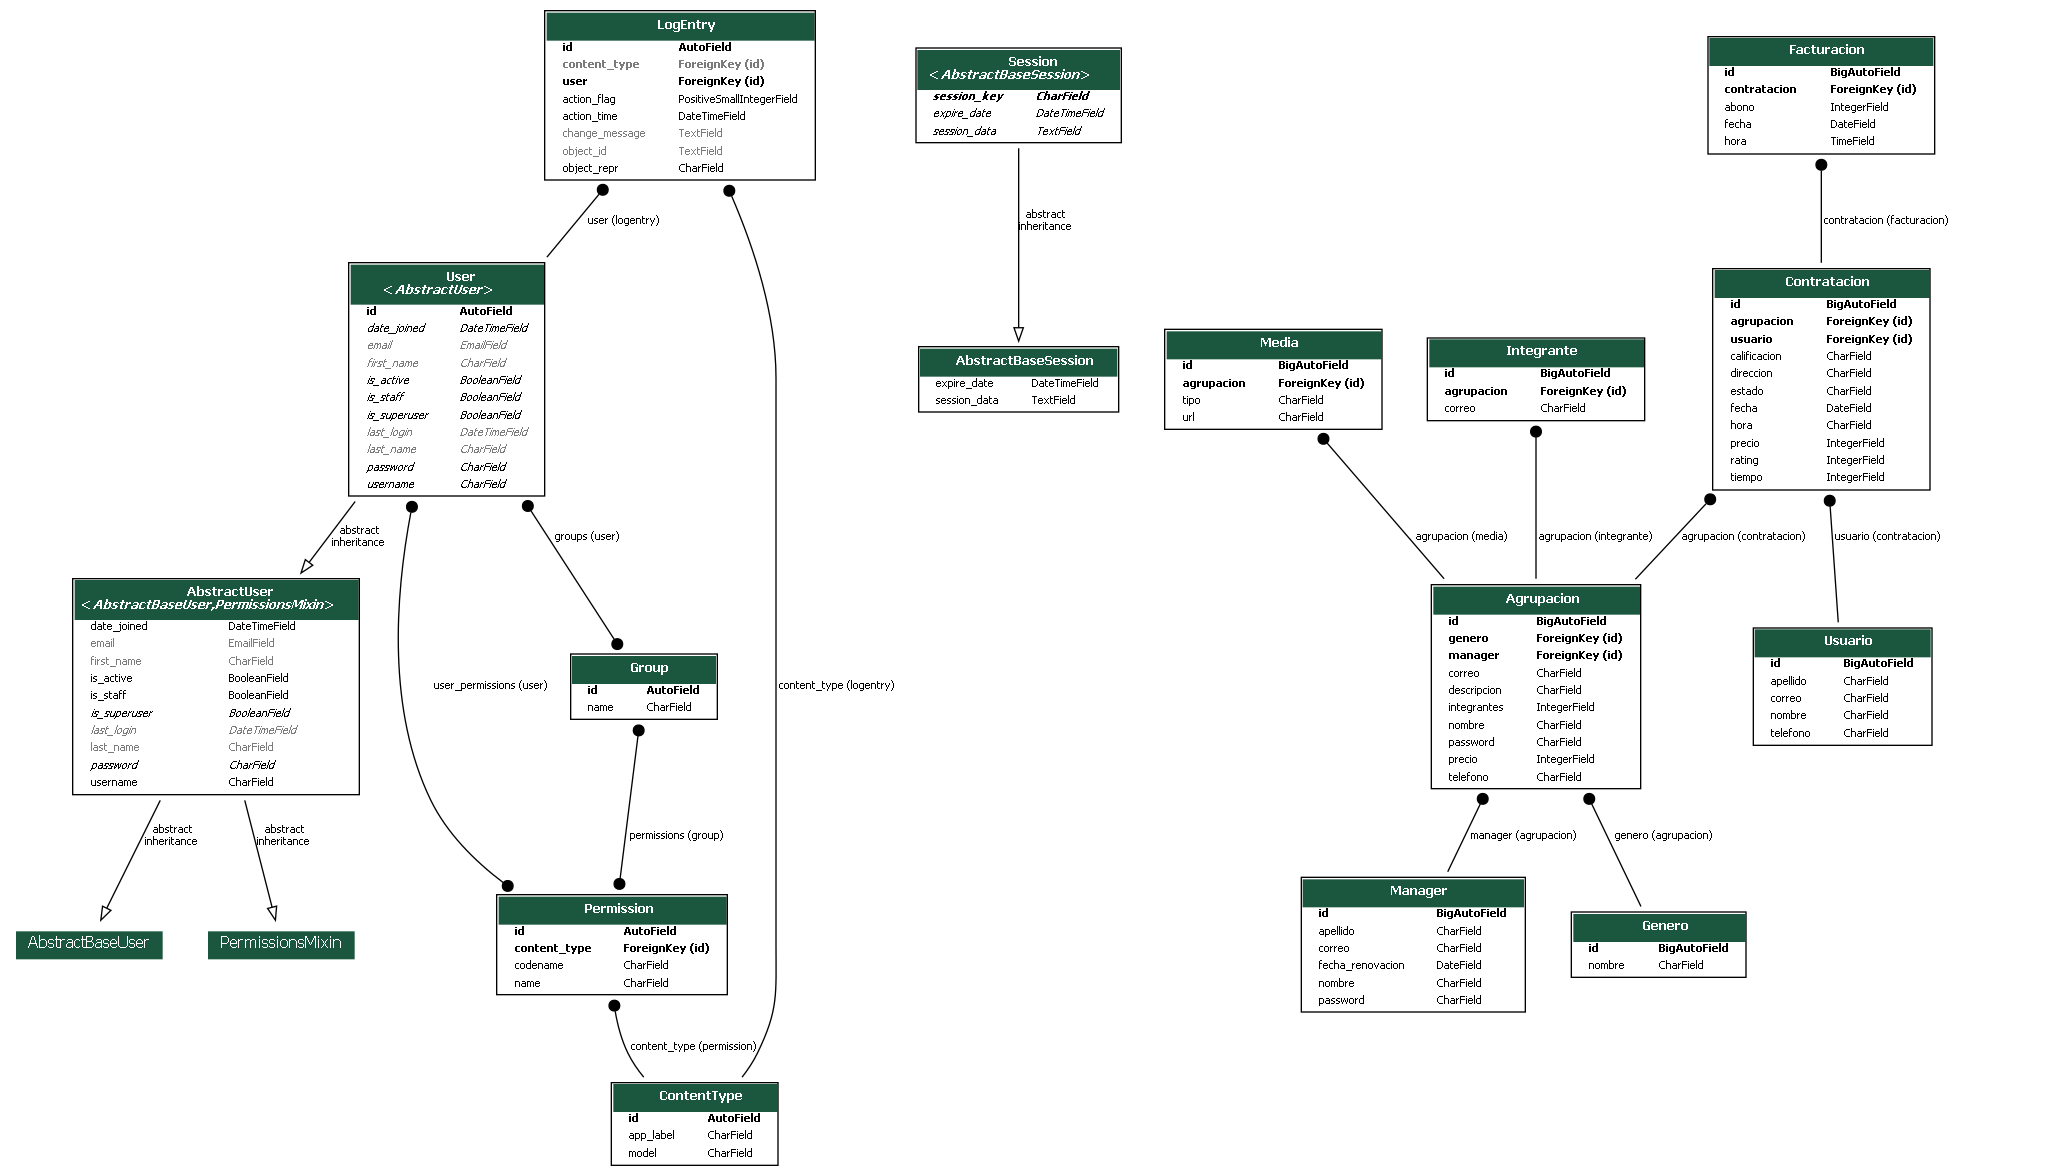 LogEntry
id AutoField
content_type ForeignKey (id)
user ForeignKey (id)
action_flag PositiveSmallIntegerField
action_time DateTimeField
change_message TextField
object_id TextField
object_repr CharField
user (logentry)
User
<AbstractUser>
id AutoField
date_joined DateTimeField
email EmailField
first_name CharField
is_active BooleanField
is_staff BooleanField
is_superuser BooleanField
last_login DateTimeField
last_name CharField
password CharField
username CharField
abstract
inheritance
groups (user)
AbstractUser
<AbstractBaseUser,PermissionsMixin>
date_joined DateTimeField
email EmailField
first_name CharField
is_active BooleanField
is_staff BooleanField
is_superuser BooleanField
last_login DateTimeField
last_name CharField
password CharField
username CharField
user_permissions (user)
content_type (logentry)
Group
id AutoField
name CharField
abstract
inheritance
abstract
inheritance
permissions (group)
AbstractBaseUser
PermissionsMixin
Permission
id AutoField
content_type ForeignKey (id)
codename CharField
name CharField
content_type (permission)
ContentType
id AutoField
app_label CharField
model CharField
Session
<AbstractBaseSession>
session_key CharField
expire_date DateTimeField
session_data TextField
abstract
inheritance
AbstractBaseSession
expire_date DateTimeField
session_data TextField
Facturacion
id BigAutoField
contratacion ForeignKey (id)
abono IntegerField
fecha DateField
hora TimeField
contratacion (facturacion)
Contratacion
id BigAutoField
agrupacion ForeignKey (id)
usuario ForeignKey (id)
calificacion CharField
direccion CharField
estado CharField
fecha DateField
hora CharField
precio IntegerField
rating IntegerField
tiempo IntegerField
Media
id BigAutoField
agrupacion ForeignKey (id)
tipo CharField
url CharField
Integrante
id BigAutoField
agrupacion ForeignKey (id)
correo CharField
agrupacion (media)
agrupacion (integrante)
agrupacion (contratacion)
usuario (contratacion)
Agrupacion
id BigAutoField
genero ForeignKey (id)
manager ForeignKey (id)
correo CharField
descripcion CharField
integrantes IntegerField
nombre CharField
password CharField
precio IntegerField
telefono CharField
Usuario
id BigAutoField
apellido CharField
correo CharField
nombre CharField
telefono CharField
manager (agrupacion)
genero (agrupacion)
Manager
id BigAutoField
apellido CharField
correo CharField
fecha_renovacion DateField
nombre CharField
password CharField
Genero
id BigAutoField
nombre CharField